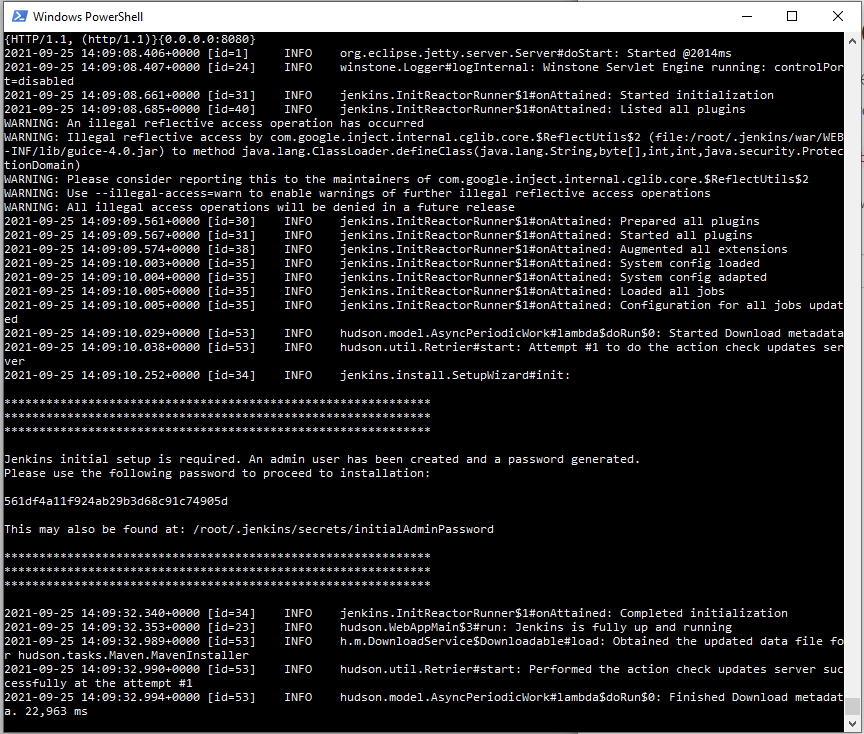 Windows PowerShell
{HTTP/1.1, (http/1.1)}{0.0.0.0:8080}
2021-09-25 14:09:08.406+0000 [id=1]     INFO    org.eclipse.jetty.server.Server#doStart: Started @2014ms
2021-09-25 14:09:08.407+0000 [id=24]    INFO    winstone.Logger#logInternal: Winstone Servlet Engine running: controlPor
t=disabled
2021-09-25 14:09:08.661+0000 [id=31]    INFO    jenkins.InitReactorRunner$1#onAttained: Started initialization
2021-09-25 14:09:08.685+0000 [id=40]    INFO    jenkins.InitReactorRunner$1#onAttained: Listed all plugins
WARNING: An illegal reflective access operation has occurred
WARNING: Illegal reflective access by com.google.inject.internal.cglib.core.$ReflectUtils$2 (file:/root/.jenkins/war/WEB
-INF/lib/guice-4.0.jar) to method java.lang.ClassLoader.defineClass(java.lang.String,byte[],int,int,java.security.Protec
tionDomain)
WARNING: Please consider reporting this to the maintainers of com.google.inject.internal.cglib.core.$ReflectUtils$2
WARNING: Use --illegal-access=warn to enable warnings of further illegal reflective access operations
WARNING: All illegal access operations will be denied in a future release
2021-09-25 14:09:09.561+0000 [id=30]    INFO    jenkins.InitReactorRunner$1#onAttained: Prepared all plugins
2021-09-25 14:09:09.567+0000 [id=31]    INFO    jenkins.InitReactorRunner$1#onAttained: Started all plugins
2021-09-25 14:09:09.574+0000 [id=38]    INFO    jenkins.InitReactorRunner$1#onAttained: Augmented all extensions
2021-09-25 14:09:10.003+0000 [id=35]    INFO    jenkins.InitReactorRunner$1#onAttained: System config loaded
2021-09-25 14:09:10.004+0000 [id=35]    INFO    jenkins.InitReactorRunner$1#onAttained: System config adapted
2021-09-25 14:09:10.005+0000 [id=35]    INFO    jenkins.InitReactorRunner$1#onAttained: Loaded all jobs
2021-09-25 14:09:10.005+0000 [id=35]    INFO    jenkins.InitReactorRunner$1#onAttained: Configuration for all jobs updat
ed
2021-09-25 14:09:10.029+0000 [id=53]    INFO    hudson.model.AsyncPeriodicWork#lambda$doRun$0: Started Download metadata
2021-09-25 14:09:10.038+0000 [id=53]    INFO    hudson.util.Retrier#start: Attempt #1 to do the action check updates ser
ver
2021-09-25 14:09:10.252+0000 [id=34]    INFO    jenkins.install.SetupWizard#init:
*************************************************************
*************************************************************
*************************************************************
Jenkins initial setup is required. An admin user has been created and a password generated.
Please use the following password to proceed to installation:
561df4a11f924ab29b3d68c91c74905d
This may also be found at: /root/.jenkins/secrets/initialAdminPassword
*************************************************************
*************************************************************
*************************************************************
2021-09-25 14:09:32.340+0000 [id=34]    INFO    jenkins.InitReactorRunner$1#onAttained: Completed initialization
2021-09-25 14:09:32.353+0000 [id=23]    INFO    hudson.WebAppMain$3#run: Jenkins is fully up and running
2021-09-25 14:09:32.989+0000 [id=53]    INFO    h.m.DownloadService$Downloadable#load: Obtained the updated data file fo
r hudson.tasks.Maven.MavenInstaller
2021-09-25 14:09:32.990+0000 [id=53]    INFO    hudson.util.Retrier#start: Performed the action check updates server suc
cessfully at the attempt #1
2021-09-25 14:09:32.994+0000 [id=53]    INFO    hudson.model.AsyncPeriodicWork#lambda$doRun$0: Finished Download metadat
a. 22,963 ms